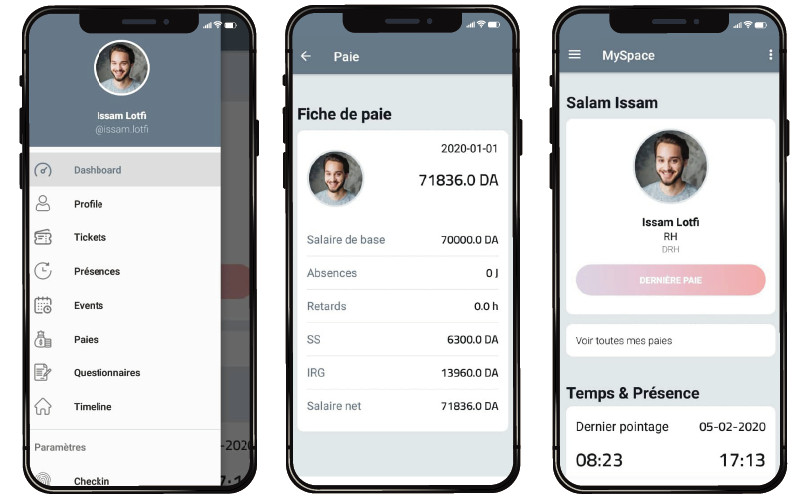 Issam Lotfi
@issam.lotfi
Dashboard
Profile
Tickets
Présences
Events
Paies
Questionnaires
Timeline
Paramètres
Checkin
-2020
Paie
Fiche de paie
2020-01-01
71836.0 DA
Salaire de base 70000.0 DA
Absences 0 J
Retards 0.0 h
SS 6300.0 DA
IRG 13960.0 DA
Salaire net 71836.0 DA
MySpace
Salam Issam
Issam Lotfi
RH
DRH
DERNIÈRE PAIE
Voir toutes mes paies
Temps & Présence
Dernier pointage 05-02-2020
08:23 17:13